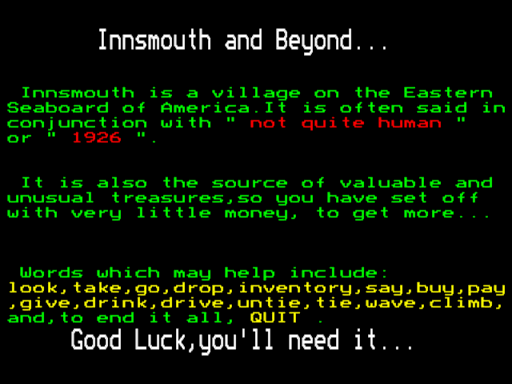 Innsmouth and Beyond...
Innsmouth is a village on the Eastern
Seaboard of America.It is often said in
conjunction with " not quite human "
or " 1926 ".
It is also the source of valuable and
unusual treasures,so you have set off
with very little money, to get more...
Words which may help include:
look,take,go,drop,inventory,say,buy,pay
,give,drink,drive,untie,tie,wave,climb,
and,to end it all, QUIT .
Good Luck,you'll need it...